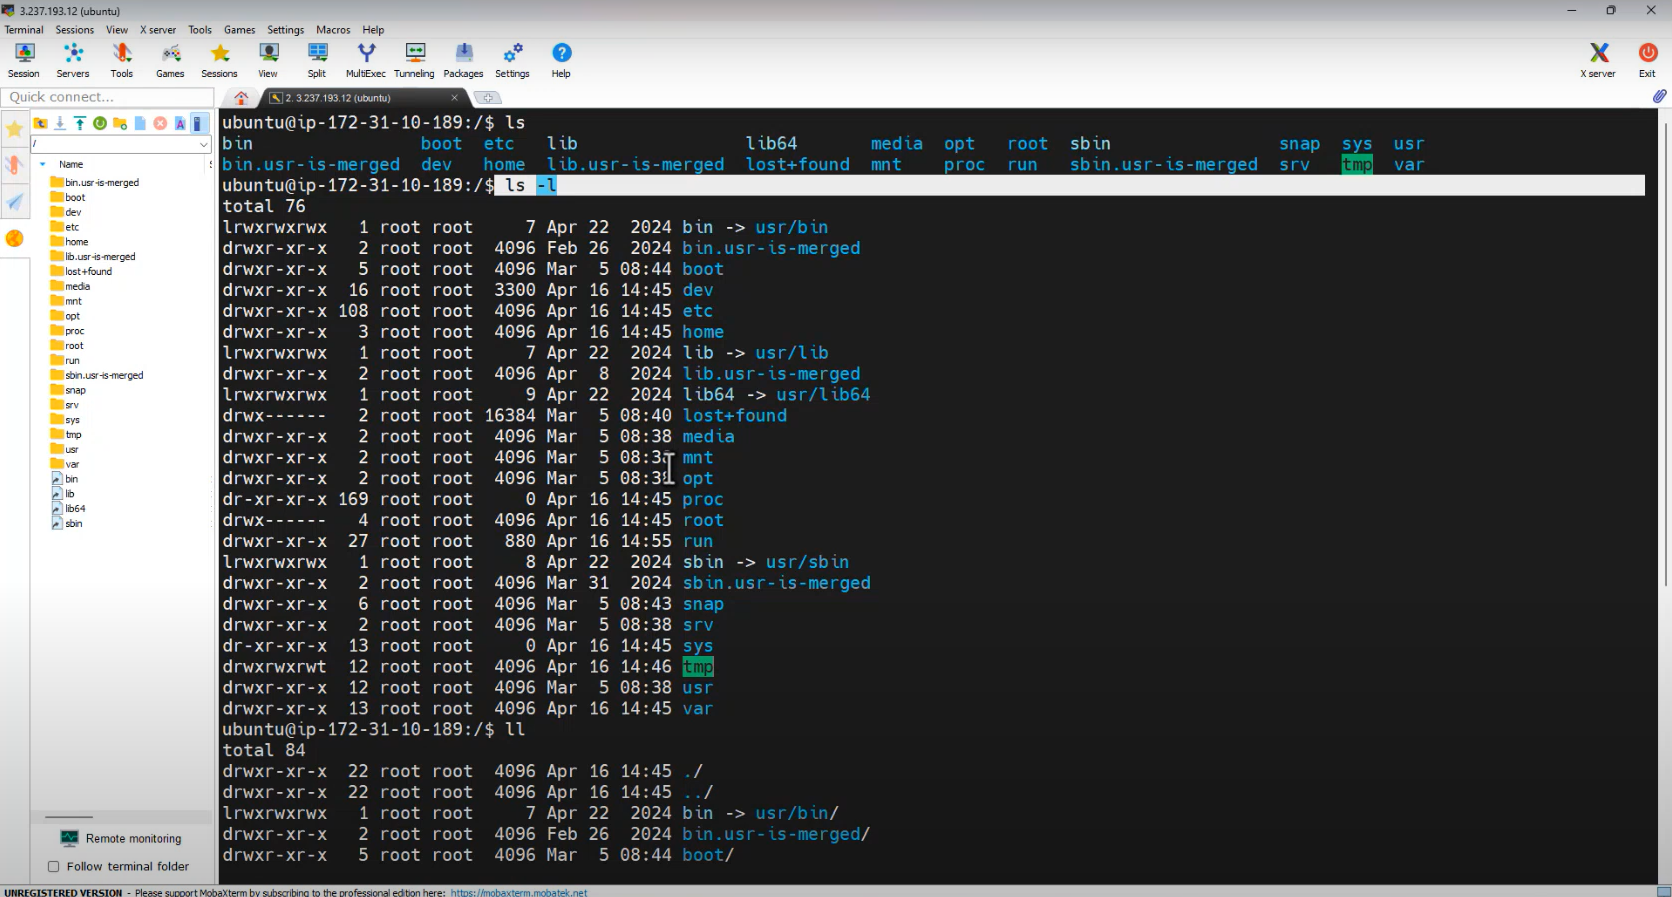 3.237.193.12 (ubuntu)
Terminal Sessions View X server Tools Games Settings Macros Help
Session Servers Tools Games Sessions View Split MultiExec Tunneling Packages Settings Help X server Exit
Quick connect...
2. 3.237.193.12 (ubuntu)
/
Name
bin.usr-is-merged
boot
dev
etc
home
lib.usr-is-merged
lost+found
media
mnt
opt
proc
root
run
sbin.usr-is-merged
snap
srv
sys
tmp
usr
var
bin
lib
lib64
sbin
Remote monitoring
Follow terminal folder
ubuntu@ip-172-31-10-189:/$ ls
bin boot etc lib lib64 media opt root sbin snap sys usr
bin.usr-is-merged dev home lib.usr-is-merged lost+found mnt proc run sbin.usr-is-merged srv tmp var
ubuntu@ip-172-31-10-189:/$ ls -l
total 76
lrwxrwxrwx 1 root root 7 Apr 22 2024 bin -> usr/bin
drwxr-xr-x 2 root root 4096 Feb 26 2024 bin.usr-is-merged
drwxr-xr-x 5 root root 4096 Mar 5 08:44 boot
drwxr-xr-x 16 root root 3300 Apr 16 14:45 dev
drwxr-xr-x 108 root root 4096 Apr 16 14:45 etc
drwxr-xr-x 3 root root 4096 Apr 16 14:45 home
lrwxrwxrwx 1 root root 7 Apr 22 2024 lib -> usr/lib
drwxr-xr-x 2 root root 4096 Apr 8 2024 lib.usr-is-merged
lrwxrwxrwx 1 root root 9 Apr 22 2024 lib64 -> usr/lib64
drwx------ 2 root root 16384 Mar 5 08:40 lost+found
drwxr-xr-x 2 root root 4096 Mar 5 08:38 media
drwxr-xr-x 2 root root 4096 Mar 5 mnt
drwxr-xr-x 2 root root 4096 Mar 5 opt
dr-xr-xr-x 169 root root 0 Apr 16 14:45 proc
drwx------ 4 root root 4096 Apr 16 14:45 root
drwxr-xr-x 27 root root 880 Apr 16 14:55 run
lrwxrwxrwx 1 root root 8 Apr 22 2024 sbin -> usr/sbin
drwxr-xr-x 2 root root 4096 Mar 31 2024 sbin.usr-is-merged
drwxr-xr-x 6 root root 4096 Mar 5 08:43 snap
drwxr-xr-x 2 root root 4096 Mar 5 08:38 srv
dr-xr-xr-x 13 root root 0 Apr 16 14:45 sys
drwxrwxrwt 12 root root 4096 Apr 16 14:46 tmp
drwxr-xr-x 12 root root 4096 Mar 5 08:38 usr
drwxr-xr-x 13 root root 4096 Apr 16 14:45 var
ubuntu@ip-172-31-10-189:/$ ll
total 84
drwxr-xr-x 22 root root 4096 Apr 16 14:45 ./
drwxr-xr-x 22 root root 4096 Apr 16 14:45 ../
lrwxrwxrwx 1 root root 7 Apr 22 2024 bin -> usr/bin/
drwxr-xr-x 2 root root 4096 Feb 26 2024 bin.usr-is-merged/
drwxr-xr-x 5 root root 4096 Mar 5 08:44 boot/
UNREGISTERED VERSION - Please support MobaXterm by subscribing to the professional edition here: https://mobaxterm.mobatek.net